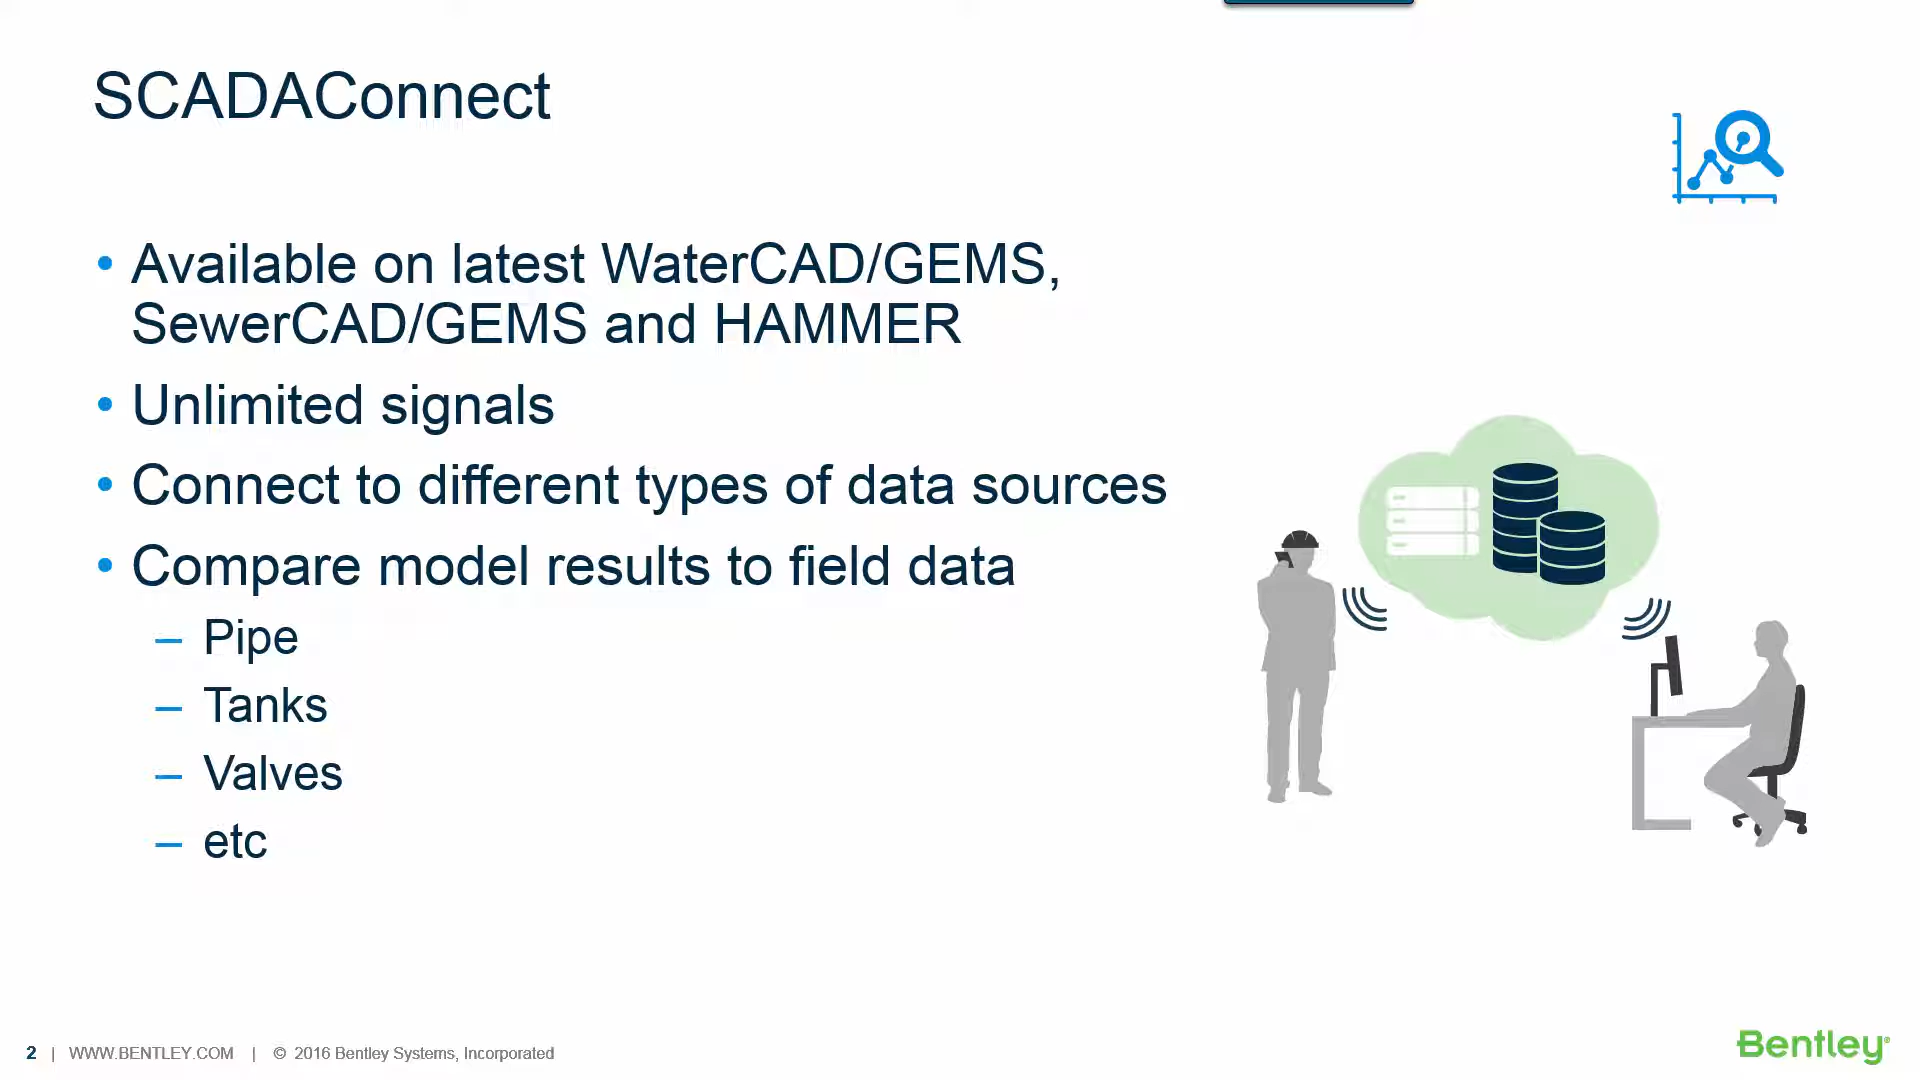 SCADAConnect
• Available on latest WaterCAD/GEMS,
SewerCAD/GEMS and HAMMER
• Unlimited signals
• Connect to different types of data sources
• Compare model results to field data
– Pipe
– Tanks
– Valves
– etc
2 | WWW.BENTLEY.COM | © 2016 Bentley Systems, Incorporated
Bentley®